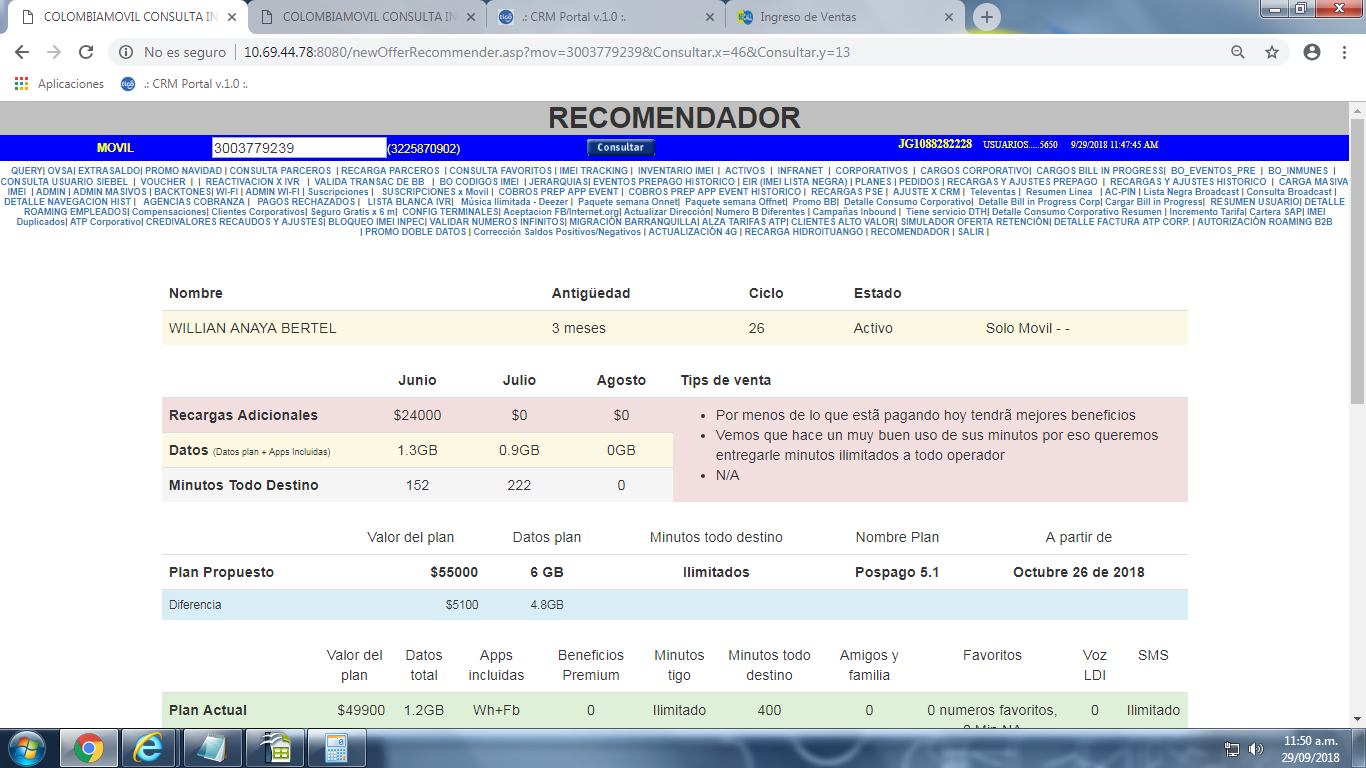 COLOMBIAMOVIL CONSULTA IN
COLOMBIAMOVIL CONSULTA IN
.: CRM Portal v.1.0 :.
Ingreso de Ventas
No es seguro
10.69.44.78:8080/newOfferRecommender.asp?mov=3003779239&Consultar.x=46&Consultar.y=13
Aplicaciones
.: CRM Portal v.1.0 :.
RECOMENDADOR
MOVIL 3003779239 (3225870902) Consultar JG1088282228 USUARIOS.....5650 9/29/2018 11:47:45 AM
QUERY| OVSA| EXTRASALDO| PROMO NAVIDAD | CONSULTA PARCEROS | RECARGA PARCEROS | CONSULTA FAVORITOS | IMEI TRACKING | INVENTARIO IMEI | ACTIVOS | INFRANET | CORPORATIVOS | CARGOS CORPORATIVO| CARGOS BILL IN PROGRESS| BO_EVENTOS_PRE | BO_INMUNES |
CONSULTA USUARIO SIEBEL | VOUCHER | | REACTIVACION X IVR | VALIDA TRANSAC DE BB | BO CODIGOS IMEI | JERARQUIAS| EVENTOS PREPAGO HISTORICO | EIR (IMEI LISTA NEGRA) | PLANES | PEDIDOS | RECARGAS Y AJUSTES PREPAGO | RECARGAS Y AJUSTES HISTORICO | CARGA MASIVA
IMEI | ADMIN | ADMIN MASIVOS | BACKTONES| WI-FI | ADMIN WI-FI | Suscripciones | SUSCRIPCIONES x Movil | COBROS PREP APP EVENT | COBROS PREP APP EVENT HISTORICO | RECARGAS PSE | AJUSTE X CRM | Televentas | Resumen Linea | AC-PIN | Lista Negra Broadcast | Consulta Broadcast |
DETALLE NAVEGACION HIST | AGENCIAS COBRANZA | PAGOS RECHAZADOS | LISTA BLANCA IVR| Música Ilimitada - Deezer | Paquete semana Onnet| Paquete semana Offnet| Promo BB| Detalle Consumo Corporativo| Detalle Bill in Progress Corp| Cargar Bill in Progress| RESUMEN USUARIO| DETALLE
ROAMING EMPLEADOS| Compensaciones| Clientes Corporativos| Seguro Gratis x 6 m| CONFIG TERMINALES| Aceptacion FB/Internet.org| Actualizar Dirección| Numero B Diferentes | Campañas Inbound | Tiene servicio DTH| Detalle Consumo Corporativo Resumen | Incremento Tarifa| Cartera SAP| IMEI
Duplicados| ATP Corporativo| CREDIVALORES RECAUDOS Y AJUSTES| BLOQUEO IMEI INPEC| VALIDAR NUMEROS INFINITOS| MIGRACIÓN BARRANQUILLA| ALZA TARIFAS ATP| CLIENTES ALTO VALOR| SIMULADOR OFERTA RETENCIÓN| DETALLE FACTURA ATP CORP. | AUTORIZACIÓN ROAMING B2B
| PROMO DOBLE DATOS | Corrección Saldos Positivos/Negativos | ACTUALIZACIÓN 4G | RECARGA HIDROITUANGO | RECOMENDADOR | SALIR |
Nombre Antigüedad Ciclo Estado
WILLIAN ANAYA BERTEL 3 meses 26 Activo Solo Movil - -
Junio Julio Agosto Tips de venta
Recargas Adicionales $24000 $0 $0
Datos (Datos plan + Apps Incluidas) 1.3GB 0.9GB 0GB
Minutos Todo Destino 152 222 0
• Por menos de lo que estã pagando hoy tendrã mejores beneficios
• Vemos que hace un muy buen uso de sus minutos por eso queremos
entregarle minutos ilimitados a todo operador
• N/A
Valor del plan Datos plan Minutos todo destino Nombre Plan A partir de
Plan Propuesto $55000 6 GB Ilimitados Pospago 5.1 Octubre 26 de 2018
Diferencia $5100 4.8GB
Valor del plan Datos total Apps incluidas Beneficios Premium Minutos tigo Minutos todo destino Amigos y familia Favoritos Voz LDI SMS
Plan Actual $49900 1.2GB Wh+Fb 0 Ilimitado 400 0 0 numeros favoritos, 0 Ilimitado
11:50 a.m.
29/09/2018